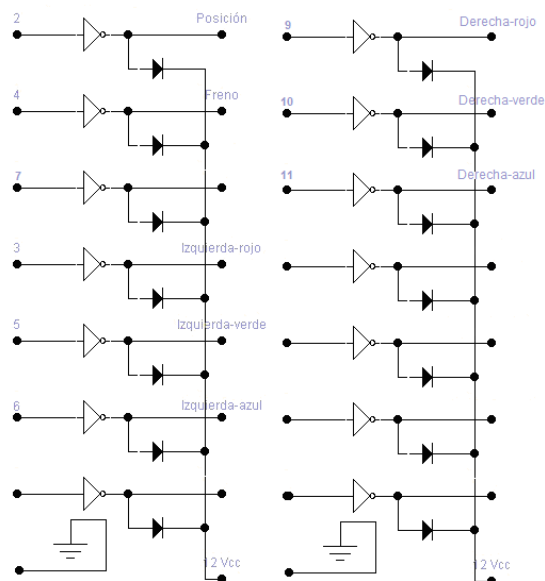 2 Posición
4 Freno
7
3 Izquierda-rojo
5 Izquierda-verde
6 Izquierda-azul
12 Vcc
9 Derecha-rojo
10 Derecha-verde
11 Derecha-azul
12 Vcc